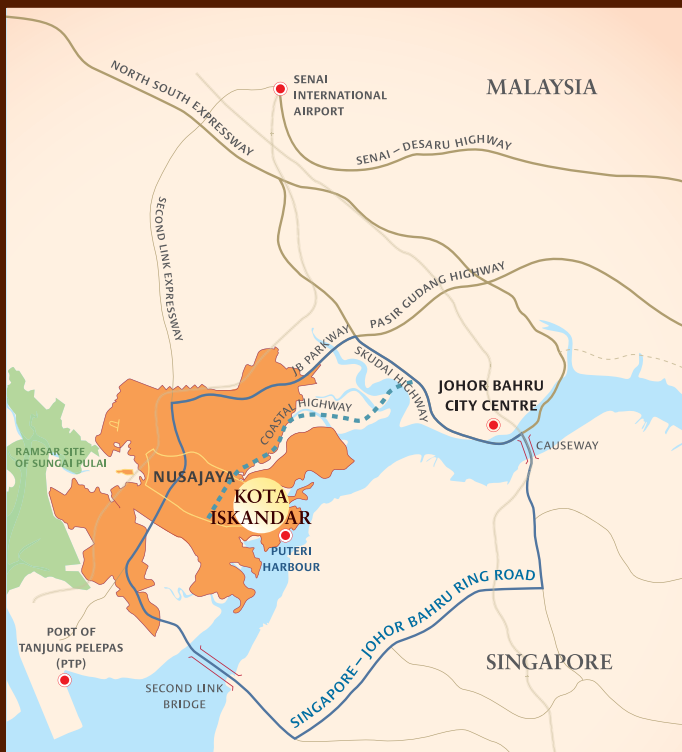 MALAYSIA
SENAI
INTERNATIONAL
AIRPORT
NORTH SOUTH EXPRESSWAY
SENAI – DESARU HIGHWAY
SECOND LINK EXPRESSWAY
PASIR GUDANG HIGHWAY
JB PARKWAY
SKUDAI HIGHWAY
COASTAL HIGHWAY
JOHOR BAHRU
CITY CENTRE
CAUSEWAY
RAMSAR SITE
OF SUNGAI PULAI
NUSAJAYA
KOTA
ISKANDAR
PUTERI
HARBOUR
SINGAPORE – JOHOR BAHRU RING ROAD
PORT OF
TANJUNG PELEPAS
(PTP)
SINGAPORE
SECOND LINK
BRIDGE